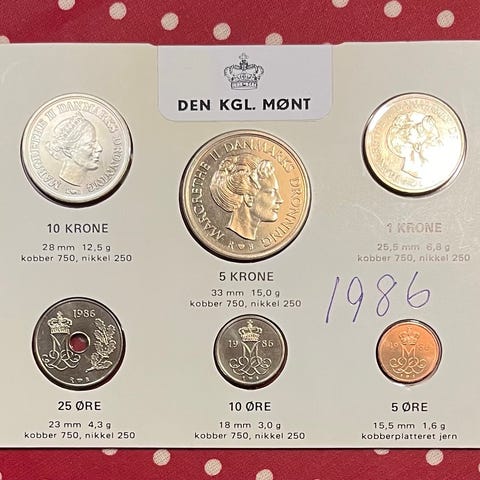 DEN KGL. MØNT
MARGRETHE II DANMARKS DRONNING
10 KRONE
28 mm 12,5 g
kobber 750, nikkel 250
MARGRETHE II DANMARKS DRONNING
R B
5 KRONE
33 mm 15,0 g
kobber 750, nikkel 250
1 KRONE
25,5 mm 6,8 g
kobber 750, nikkel 250
1986
1986
R B
25 ØRE
23 mm 4,3 g
kobber 750, nikkel 250
1986
10 ØRE
18 mm 3,0 g
kobber 750, nikkel 250
5 ØRE
15,5 mm 1,6 g
kobberplatteret jern